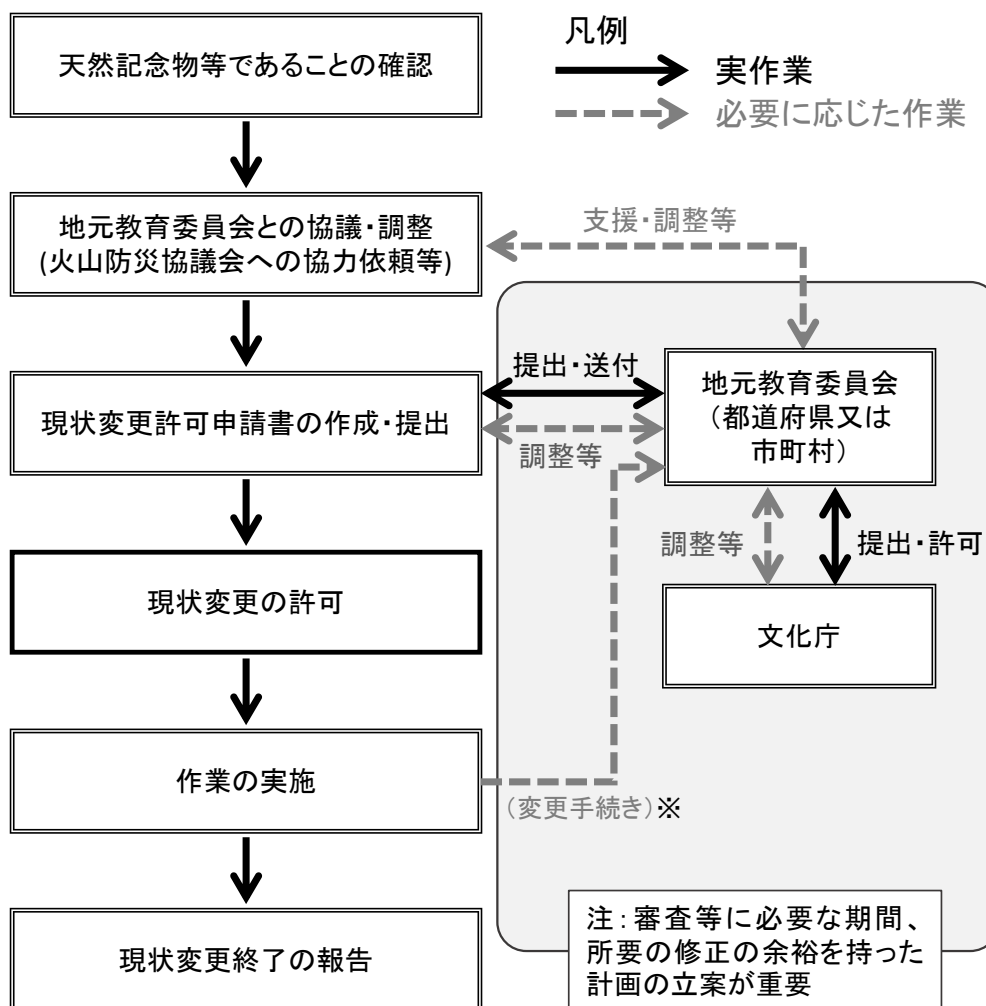 天然記念物等であることの確認
凡例
実作業
必要に応じた作業
地元教育委員会との協議・調整
(火山防災協議会への協力依頼等)
支援・調整等
現状変更許可申請書の作成・提出
提出・送付
調整等
地元教育委員会
（都道府県又は
市町村）
調整等
提出・許可
現状変更の許可
文化庁
作業の実施
(変更手続き)※
現状変更終了の報告
注：審査等に必要な期間、
所要の修正の余裕を持った
計画の立案が重要